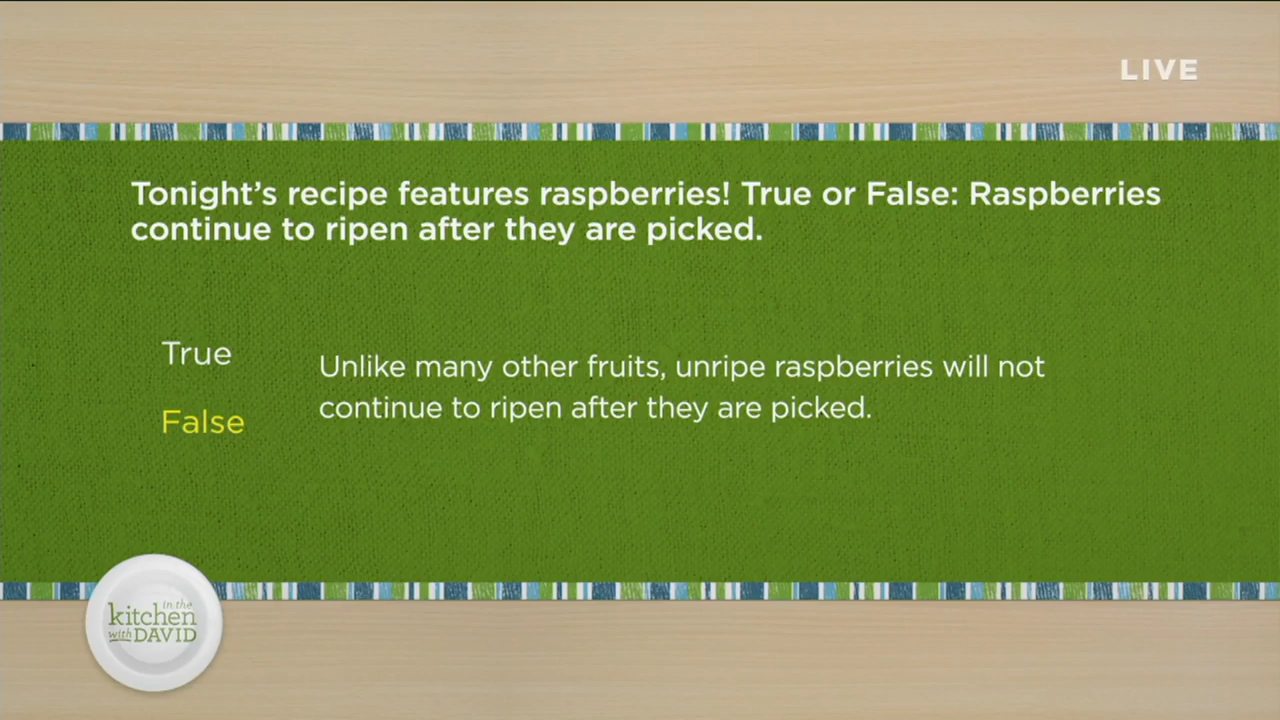 LIVE
Tonight's recipe features raspberries! True or False: Raspberries
continue to ripen after they are picked.
True
False
Unlike many other fruits, unripe raspberries will not
continue to ripen after they are picked.
in the
kitchen
with DAVID